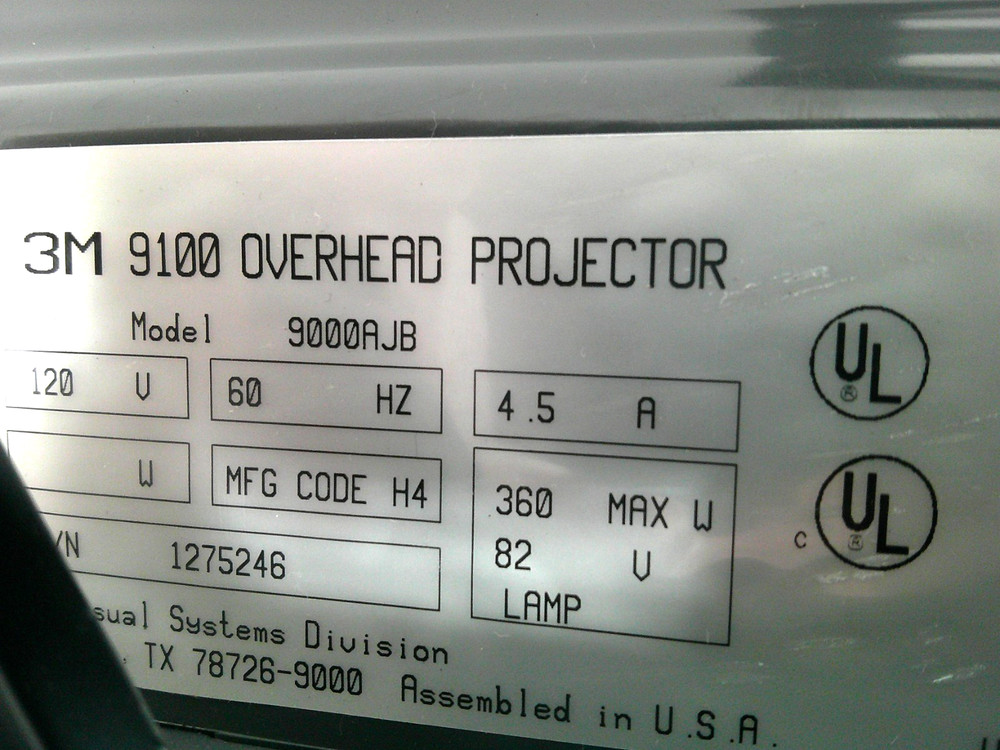 3M 9100 OVERHEAD PROJECTOR
Model 9000AJB
120 V 60 HZ 4.5 A
UL ®
W MFG CODE H4
360 MAX W
82 V
LAMP
C UL ®
/N 1275246
sual Systems Division
TX 78726-9000 Assembled in U.S.A.